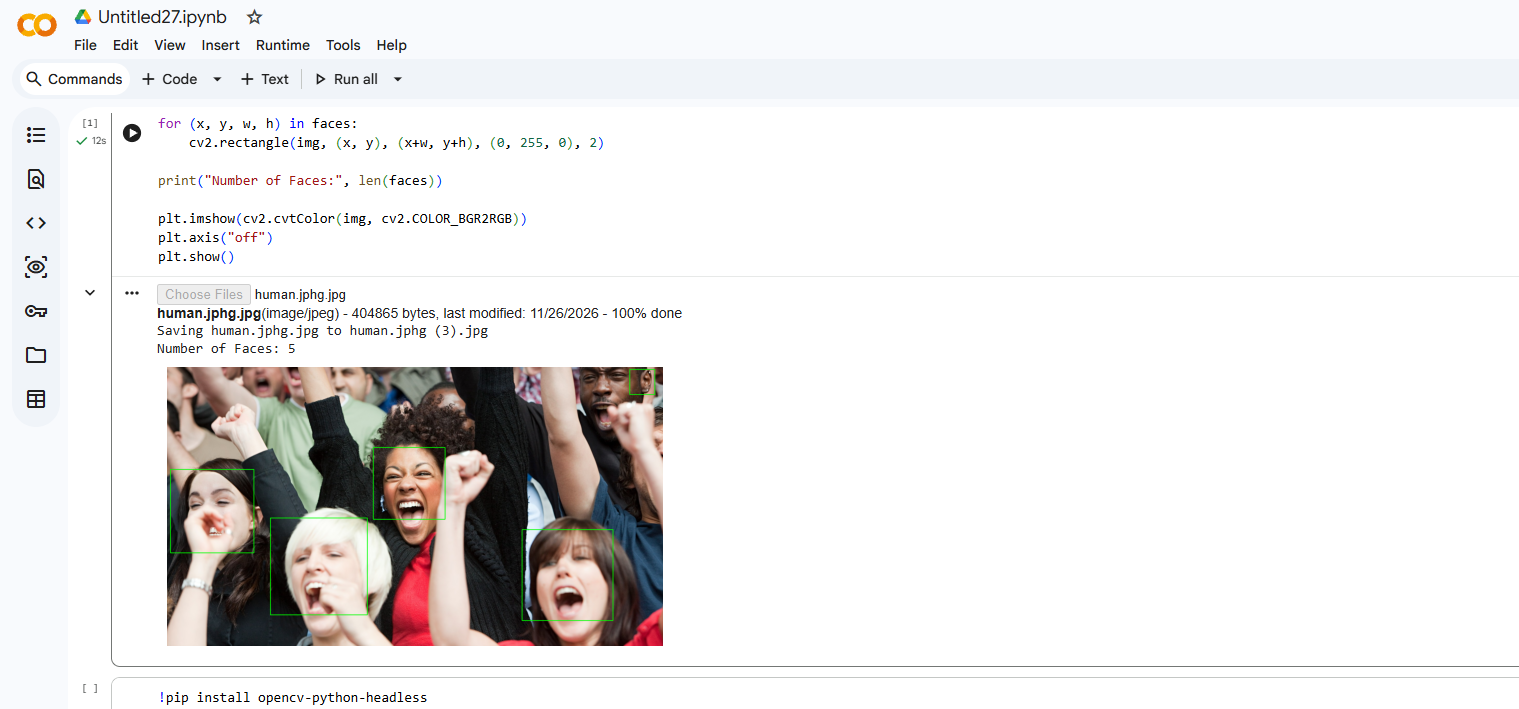 CO Untitled27.ipynb
File Edit View Insert Runtime Tools Help
Commands + Code + Text Run all
[1]
12s
for (x, y, w, h) in faces:
    cv2.rectangle(img, (x, y), (x+w, y+h), (0, 255, 0), 2)
print("Number of Faces:", len(faces))
plt.imshow(cv2.cvtColor(img, cv2.COLOR_BGR2RGB))
plt.axis("off")
plt.show()
Choose Files human.jphg.jpg
human.jphg.jpg(image/jpeg) - 404865 bytes, last modified: 11/26/2026 - 100% done
Saving human.jphg.jpg to human.jphg (3).jpg
Number of Faces: 5
[ ]
!pip install opencv-python-headless